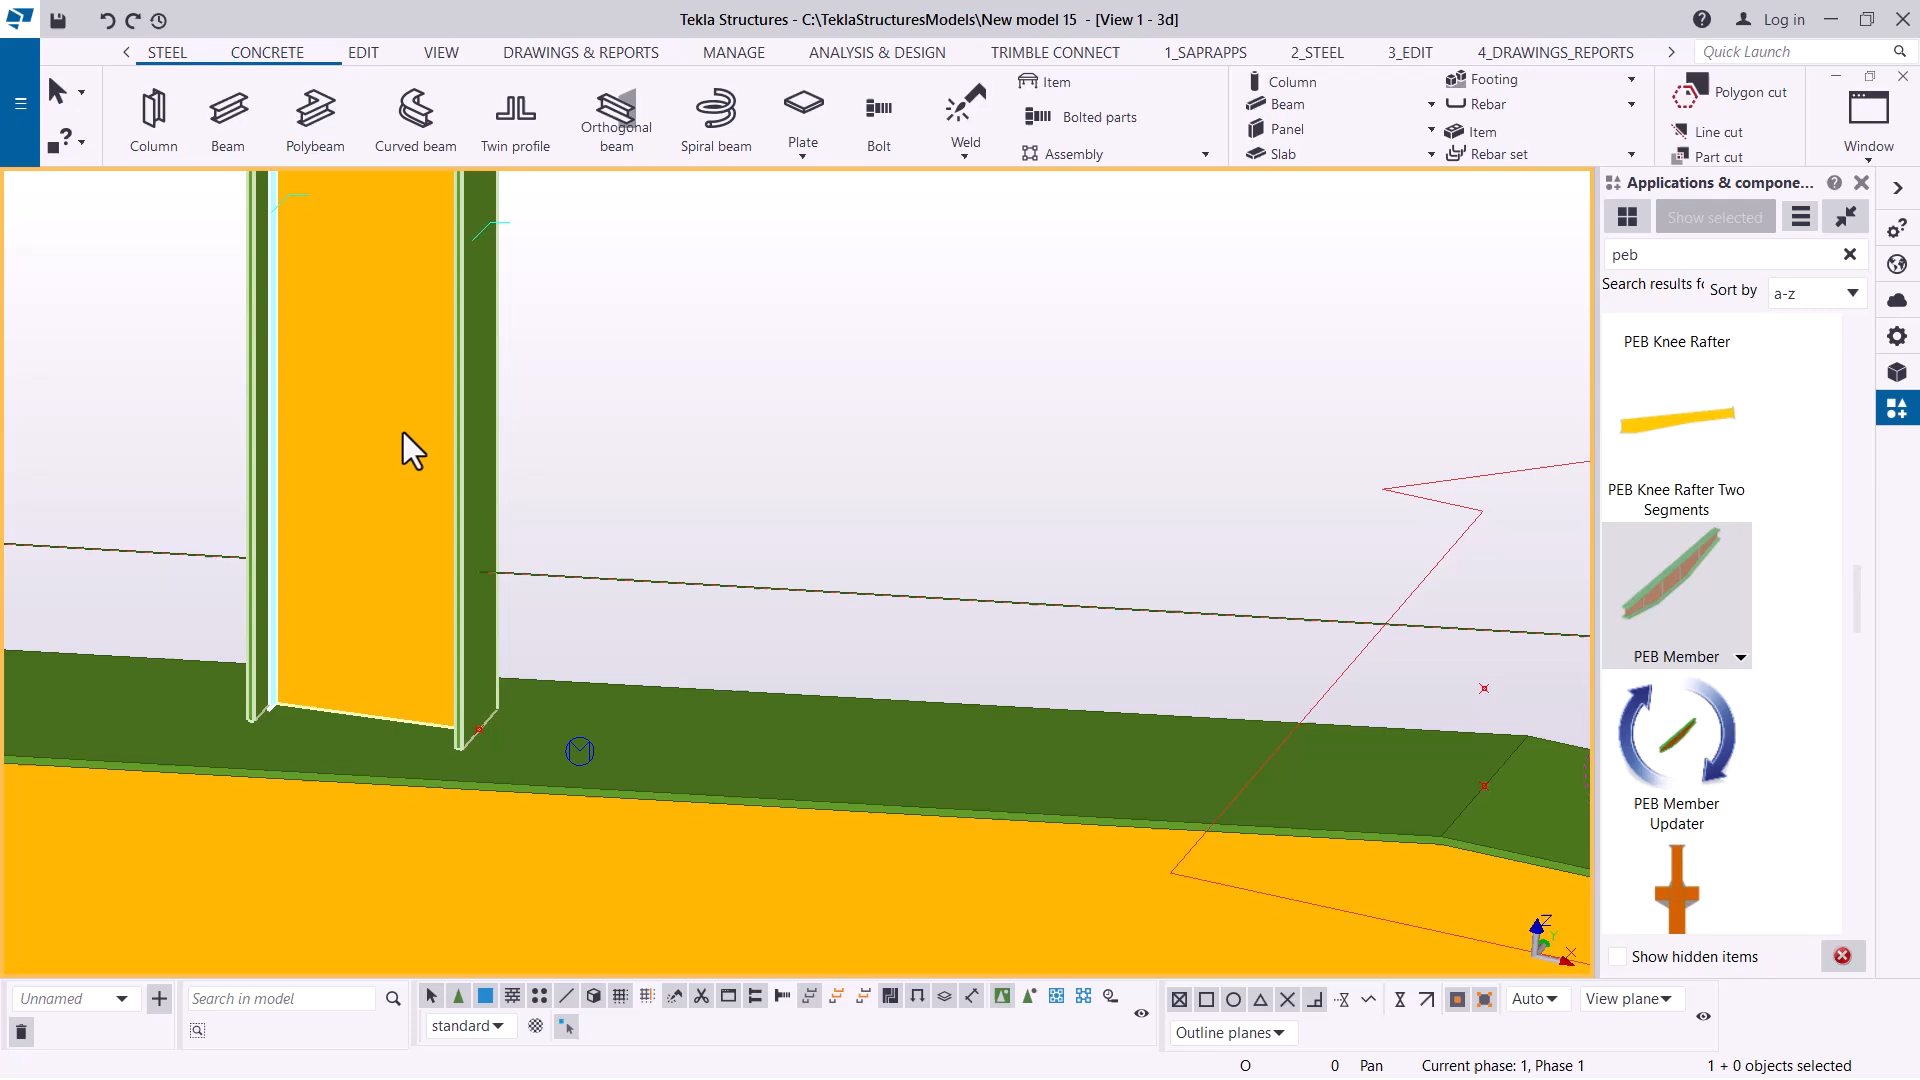 Tekla Structures - C:\TeklaStructuresModels\New model 15 - [View 1 - 3d]
Log in
STEEL
CONCRETE
EDIT
VIEW
DRAWINGS & REPORTS
MANAGE
ANALYSIS & DESIGN
TRIMBLE CONNECT
1_SAPRAPPS
2_STEEL
3_EDIT
4_DRAWINGS_REPORTS
Quick Launch
Column
Beam
Polybeam
Curved beam
Twin profile
Orthogonal
beam
Spiral beam
Plate
Bolt
Weld
Item
Bolted parts
Assembly
Column
Beam
Panel
Slab
Footing
Rebar
Item
Rebar set
Polygon cut
Line cut
Part cut
Window
Applications & compone...
Show selected
peb
Search results fo
Sort by
a-z
PEB Knee Rafter
PEB Knee Rafter Two
Segments
PEB Member
PEB Member
Updater
Show hidden items
Z
Y
X
Unnamed
Search in model
standard
Auto
View plane
Outline planes
O
0
Pan
Current phase: 1, Phase 1
1 + 0 objects selected